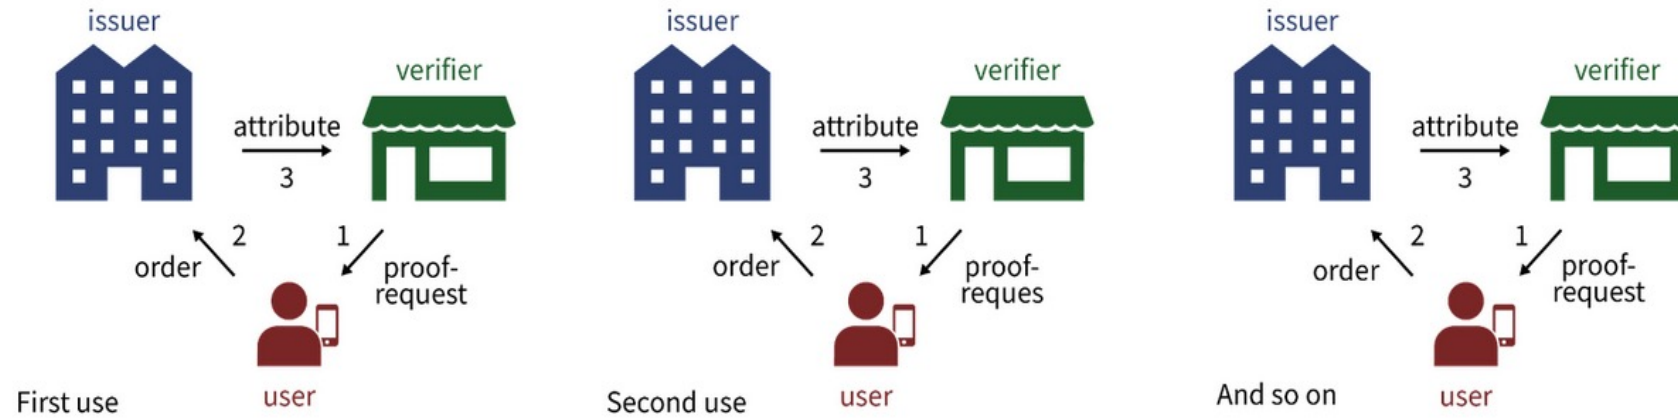 issuer
verifier
attribute
3
2
1
order
proof-
request
user
First use
issuer
verifier
attribute
3
2
1
order
proof-
reques
user
Second use
issuer
verifier
attribute
3
2
1
order
proof-
request
user
And so on